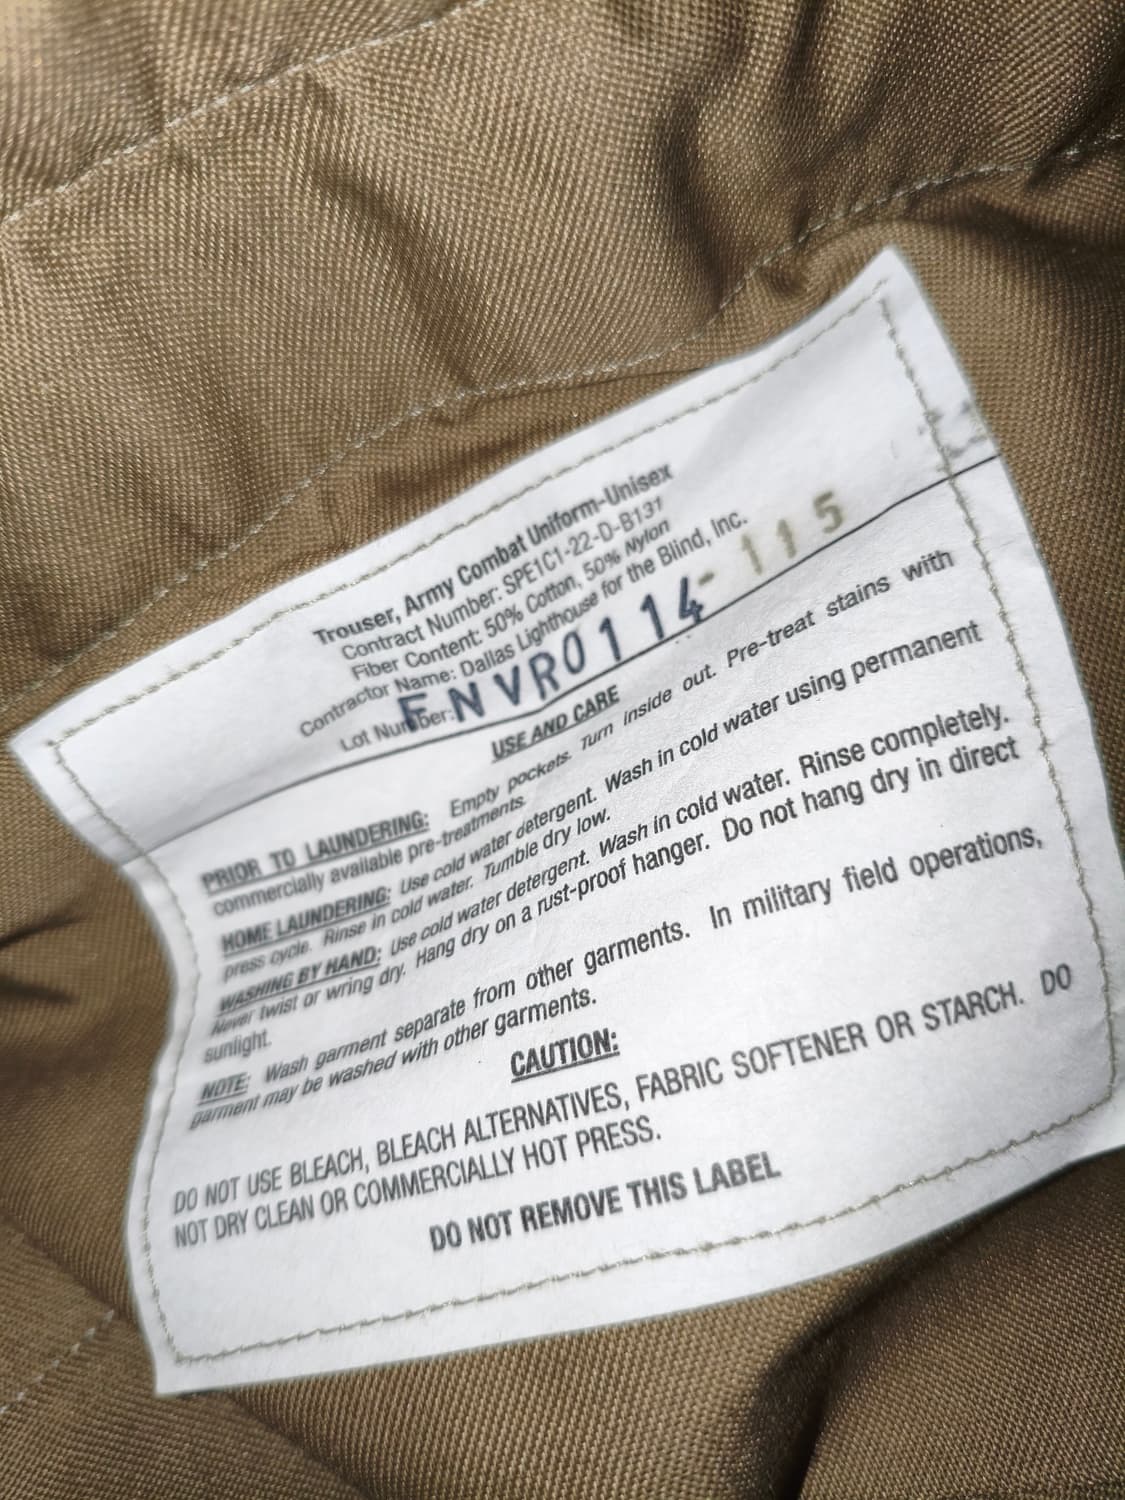 Trouser, Army Combat Uniform-Unisex
Contract Number: SPE1C1-22-D-B131
Fiber Content: 50% Cotton, 50% Nylon
Contractor Name: Dallas Lighthouse for the Blind, Inc.
Lot Number: ENVR0114-115
USE AND CARE
PRIOR TO LAUNDERING: Empty pockets. Turn inside out. Pre-treat stains with
commercially available pre-treatments.
HOME LAUNDERING: Use cold water detergent. Wash in cold water using permanent
press cycle. Rinse in cold water. Tumble dry low.
WASHING BY HAND: Use cold water detergent. Wash in cold water. Rinse completely.
Never twist or wring dry. Hang dry on a rust-proof hanger. Do not hang dry in direct
sunlight.
NOTE: Wash garment separate from other garments. In military field operations,
garment may be washed with other garments.
CAUTION:
DO NOT USE BLEACH, BLEACH ALTERNATIVES, FABRIC SOFTENER OR STARCH. DO
NOT DRY CLEAN OR COMMERCIALLY HOT PRESS.
DO NOT REMOVE THIS LABEL